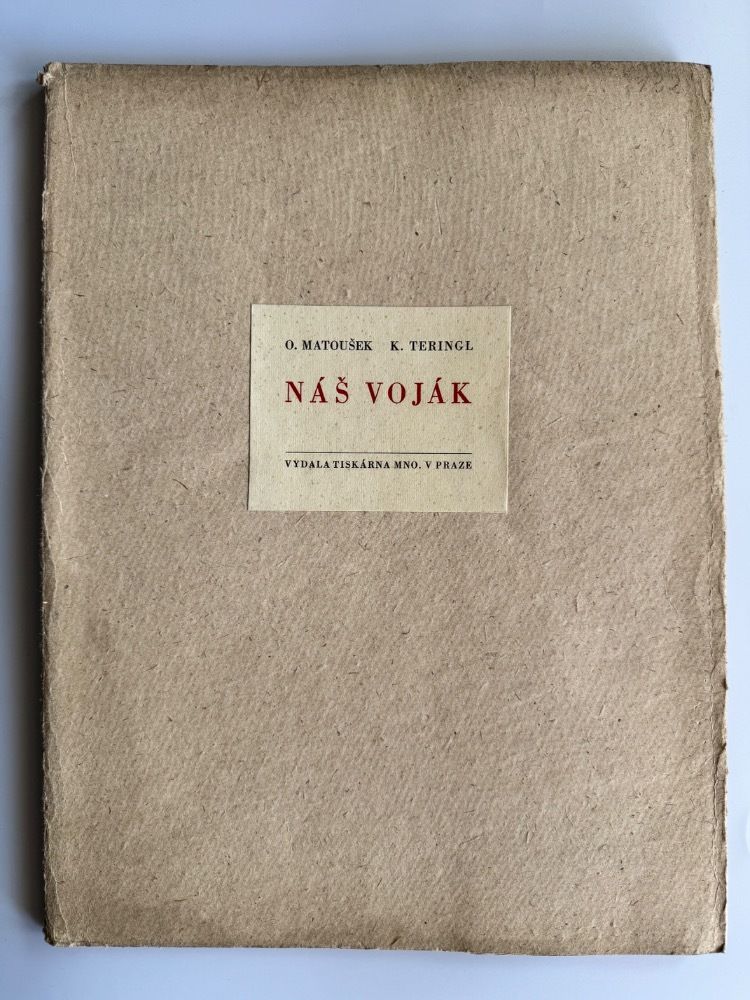 O. MATOUŠEK K. TERINGL
NÁŠ VOJÁK
VYDALA TISKÁRNA MNO. V PRAZE